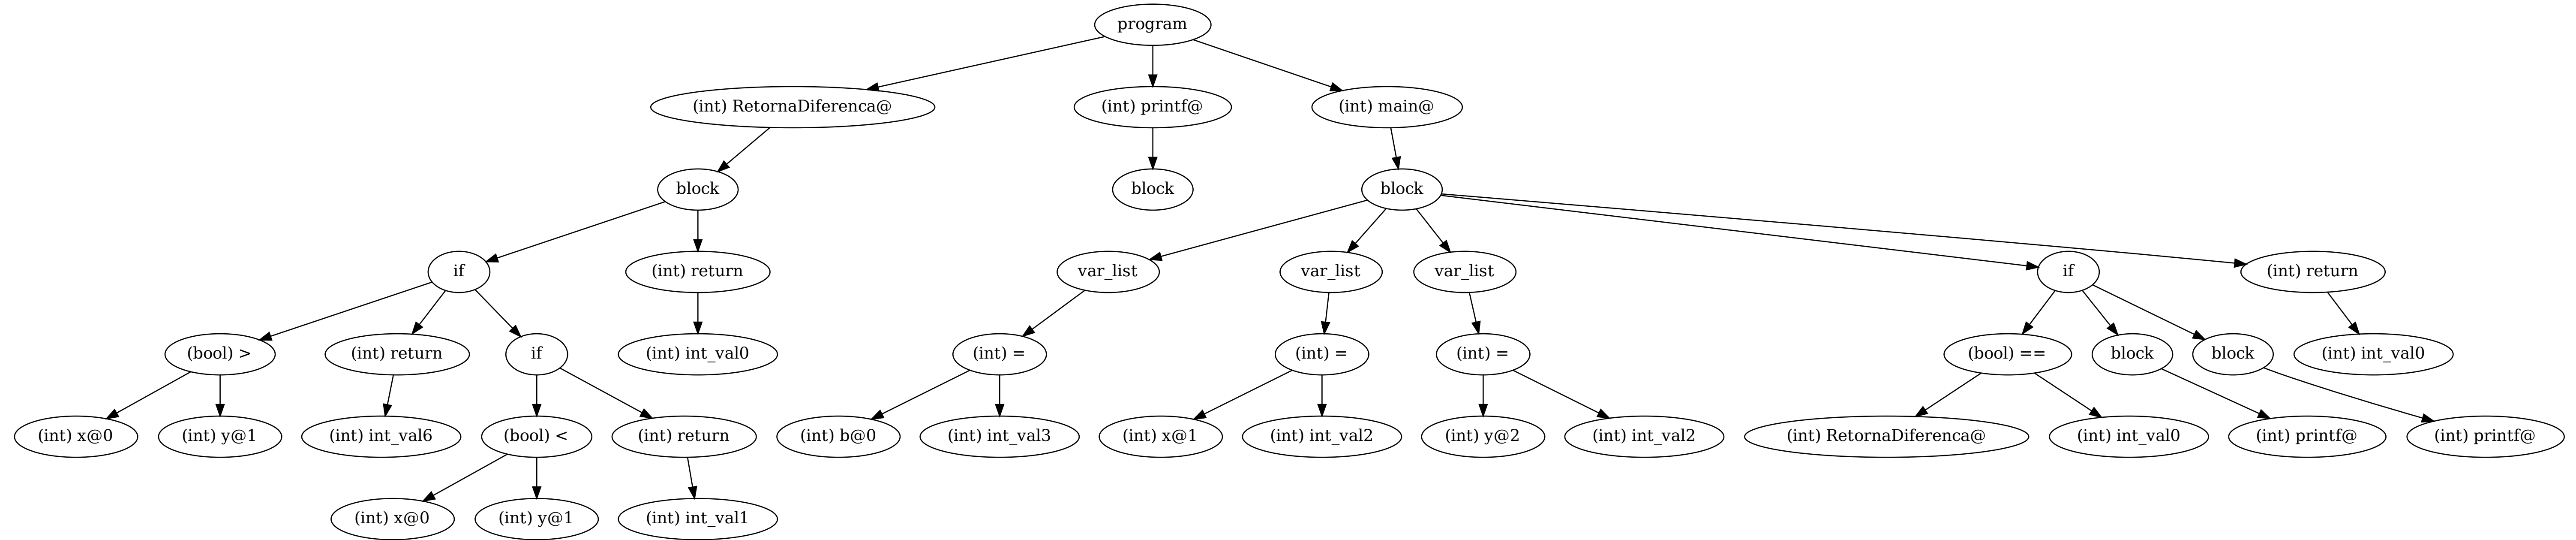 program
(int) RetornaDiferenca@
(int) printf@
(int) main@
block
block
block
if
(int) return
var_list
var_list
var_list
if
(int) return
(bool) >
(int) return
if
(int) int_val0
(int) =
(int) =
(int) =
(bool) ==
block
block
(int) int_val0
(int) x@0
(int) y@1
(int) int_val6
(bool) <
(int) return
(int) b@0
(int) int_val3
(int) x@1
(int) int_val2
(int) y@2
(int) int_val2
(int) RetornaDiferenca@
(int) int_val0
(int) printf@
(int) printf@
(int) x@0
(int) y@1
(int) int_val1